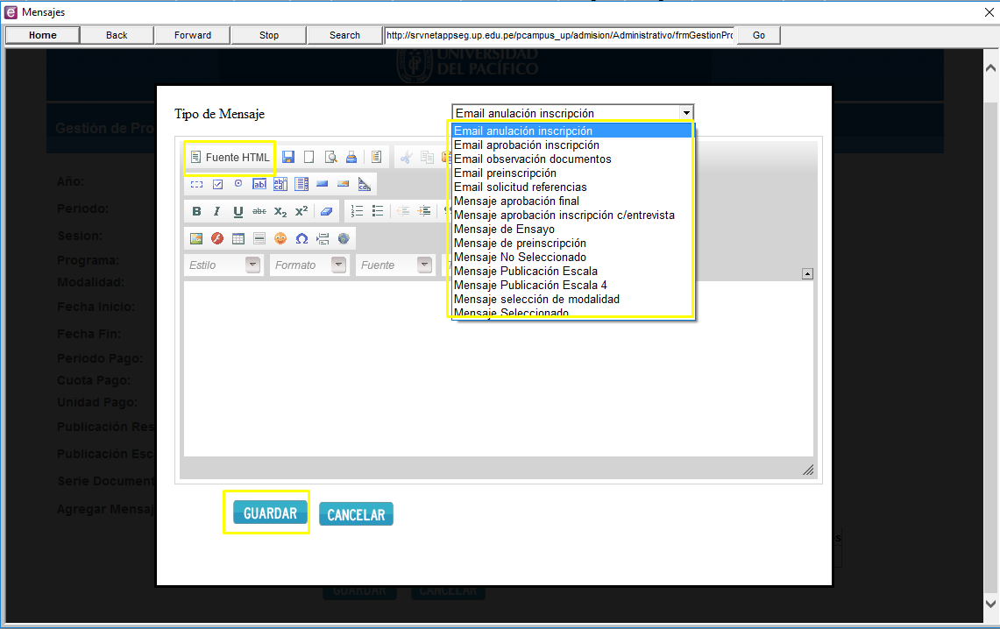 Mensajes
Home Back Forward Stop Search http://srvnetappseg.up.edu.pe/pcampus_up/admision/Administrativo/frmGestionPro Go
UNIVERSIDAD
DEL PACÍFICO
Gestión de Pro
Tipo de Mensaje
Email anulación inscripción
Email anulación inscripción
Email aprobación inscripción
Email observación documentos
Email preinscripción
Email solicitud referencias
Mensaje aprobación final
Mensaje aprobación inscripción c/entrevista
Mensaje de Ensayo
Mensaje de preinscripción
Mensaje No Seleccionado
Mensaje Publicación Escala
Mensaje Publicación Escala 4
Mensaje selección de modalidad
Mensaje Seleccionado
Fuente HTML
B I U abc X2 X2
Estilo Formato Fuente
Año:
Periodo:
Sesion:
Programa:
Modalidad:
Fecha Inicio:
Fecha Fin:
Periodo Pago:
Cuota Pago:
Unidad Pago:
Publicación Res
Publicación Esc
Serie Document
Agregar Mensaj
GUARDAR CANCELAR
GUARDAR CANCELAR